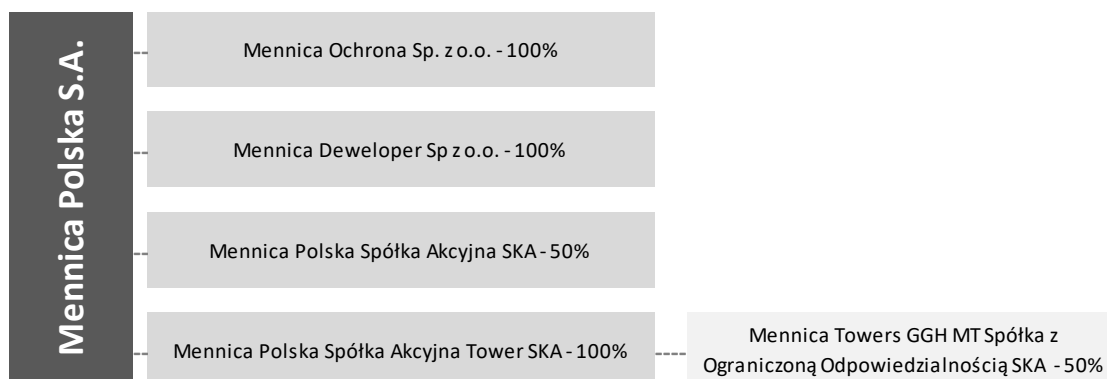 Mennica Polska S.A.
Mennica Ochrona Sp. z o.o. - 100%
Mennica Deweloper Sp z o.o. - 100%
Mennica Polska Spółka Akcyjna SKA - 50%
Mennica Polska Spółka Akcyjna Tower SKA - 100%
Mennica Towers GGH MT Spółka z
Ograniczoną Odpowiedzialnością SKA - 50%